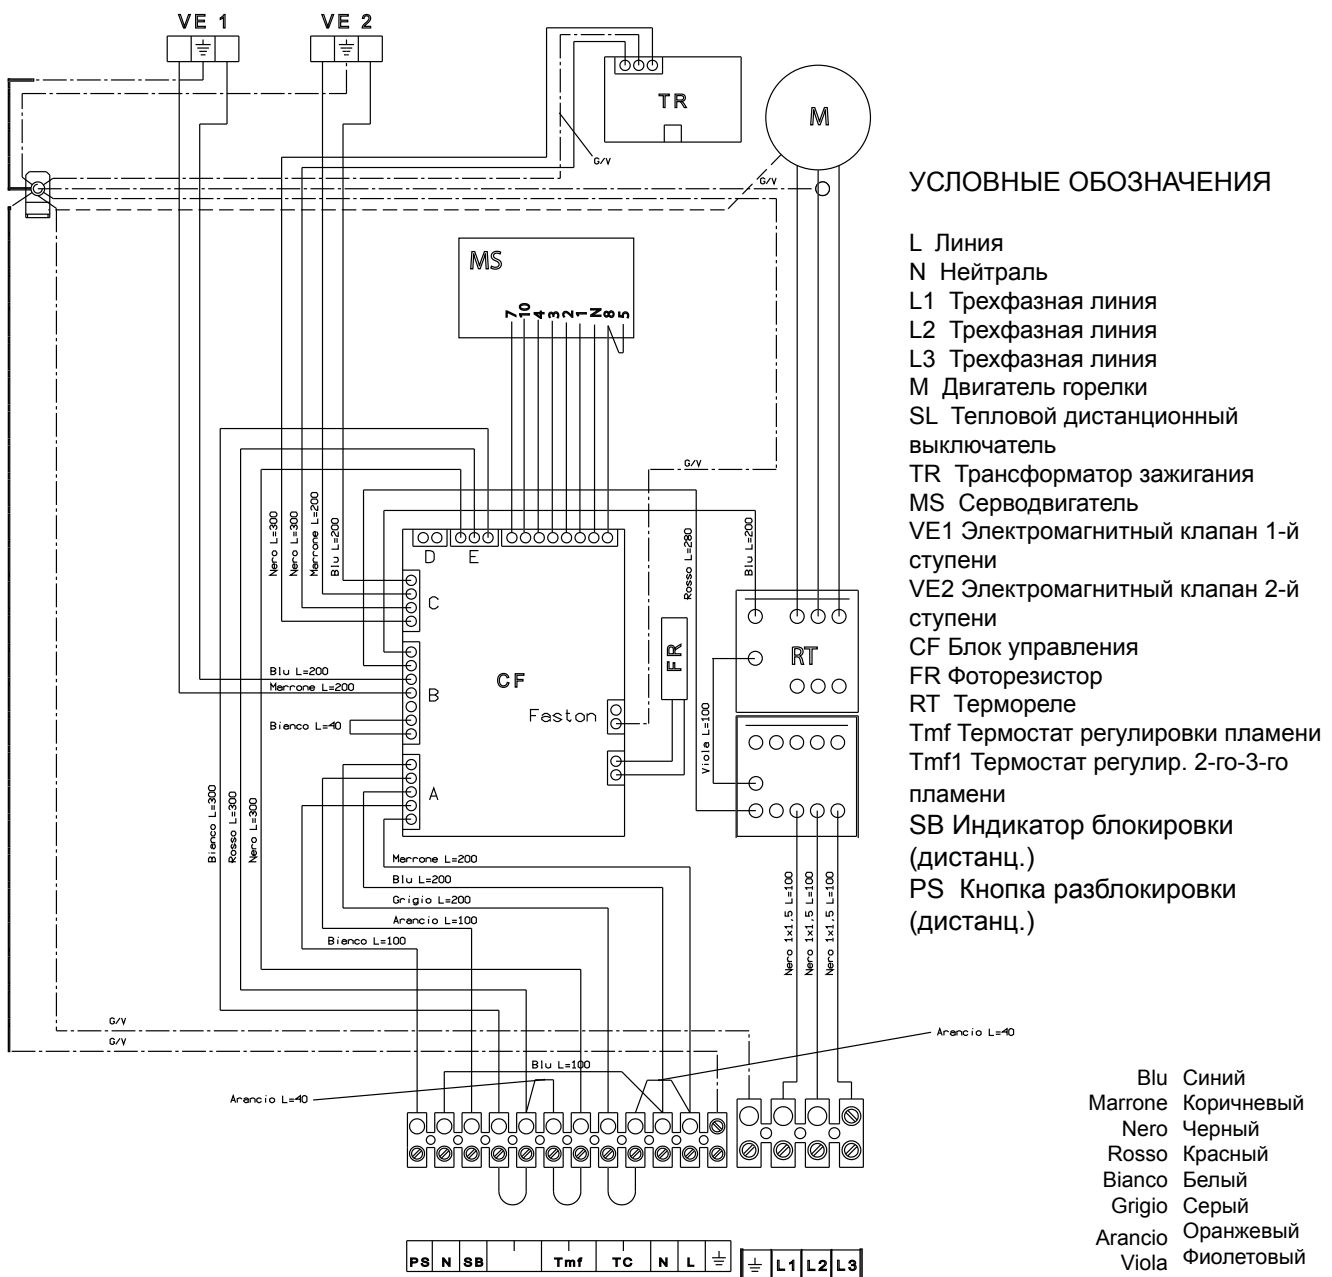 VE 1
VE 2
TR
M
G/V
G/V
MS
7 10 4 3 2 1 N 8 5
G/V
Nero L=300
Nero L=300
Marrone L=200
Blu L=200
Rosso L=280
Blu L=200
D
E
C
B
A
CF
Faston
FR
RT
Viola L=100
Blu L=200
Marrone L=200
Bianco L=40
Bianco L=300
Rosso L=300
Nero L=300
Marrone L=200
Blu L=200
Grigio L=200
Arancio L=100
Bianco L=100
Nero 1x1,5 L=100
Nero 1x1,5 L=100
Nero 1x1,5 L=100
G/V
G/V
Arancio L=40
Blu L=100
Arancio L=40
PS N SB Tmf TC N L
L1 L2 L3
УСЛОВНЫЕ ОБОЗНАЧЕНИЯ
L Линия
N Нейтраль
L1 Трехфазная линия
L2 Трехфазная линия
L3 Трехфазная линия
M Двигатель горелки
SL Тепловой дистанционный
выключатель
TR Трансформатор зажигания
MS Серводвигатель
VE1 Электромагнитный клапан 1-й
ступени
VE2 Электромагнитный клапан 2-й
ступени
CF Блок управления
FR Фоторезистор
RT Термореле
Tmf Термостат регулировки пламени
Tmf1 Термостат регулир. 2-го-3-го
пламени
SB Индикатор блокировки
(дистанц.)
PS Кнопка разблокировки
(дистанц.)
Blu Синий
Marrone Коричневый
Nero Черный
Rosso Красный
Bianco Белый
Grigio Серый
Arancio Оранжевый
Viola Фиолетовый